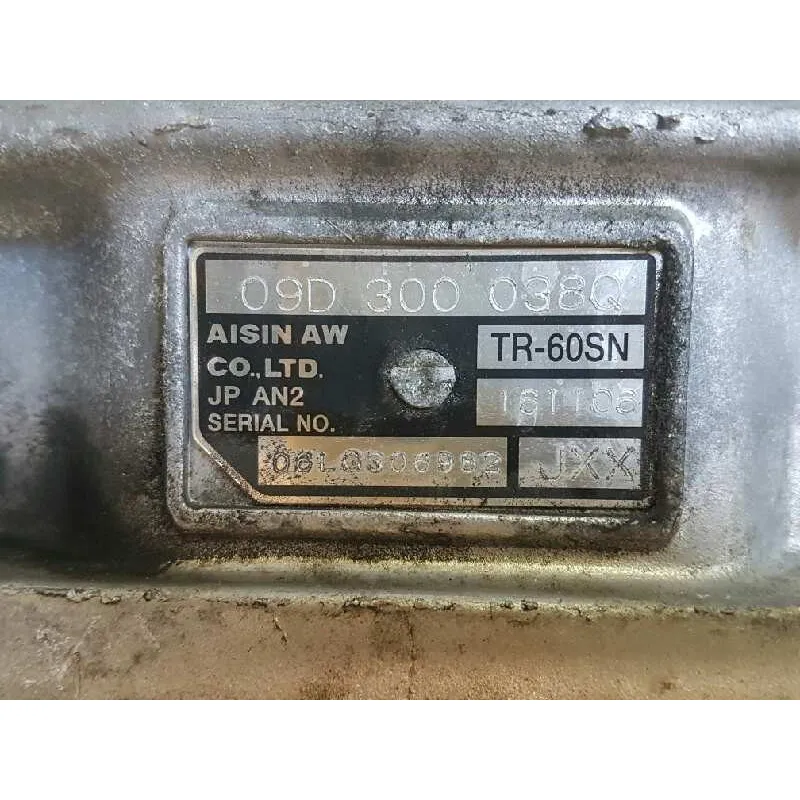 09D 300 038Q
AISIN AW
CO.,LTD.
JP AN2
SERIAL NO.
TR-60SN
161106
06LQ306982
JXX